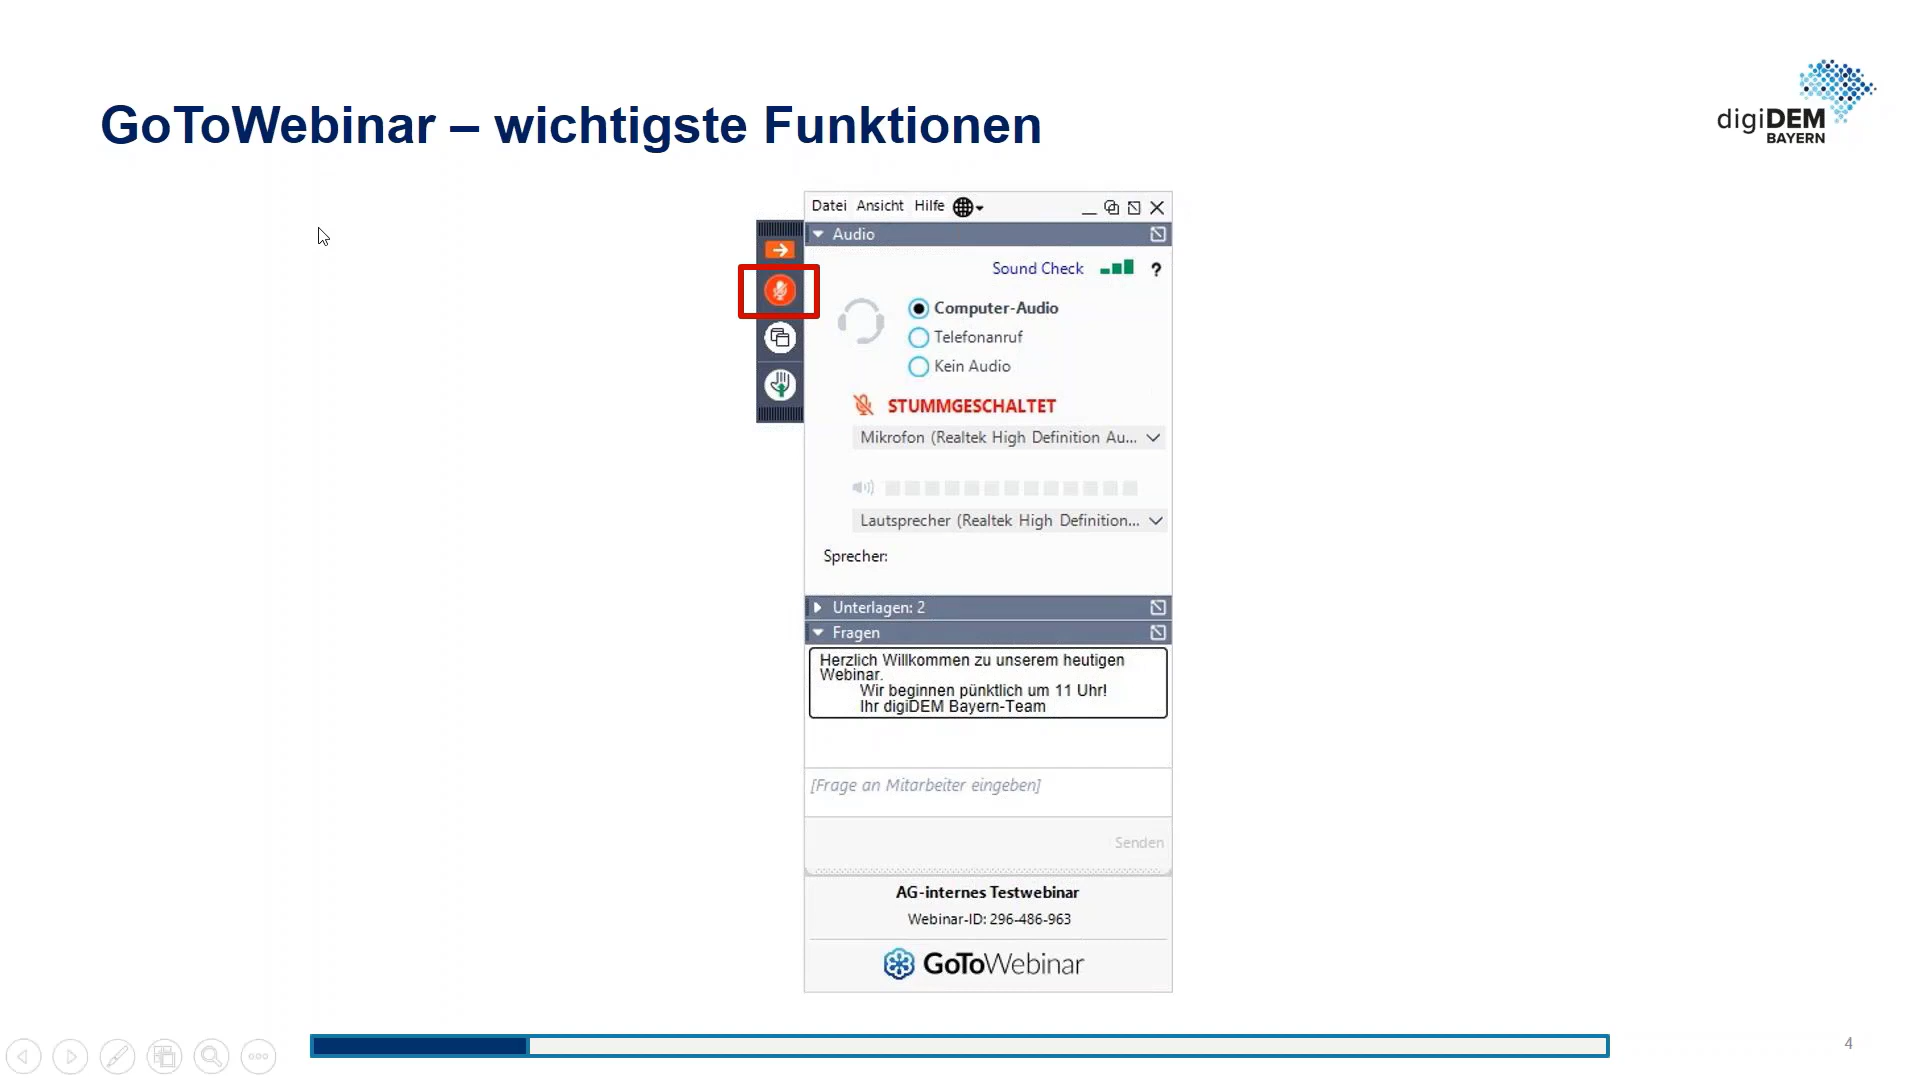 GoToWebinar – wichtigste Funktionen
digiDEM
BAYERN
Datei Ansicht Hilfe
Audio
Sound Check ?
Computer-Audio
Telefonanruf
Kein Audio
STUMMGESCHALTET
Mikrofon (Realtek High Definition Au...
Lautsprecher (Realtek High Definition...
Sprecher:
Unterlagen: 2
Fragen
Herzlich Willkommen zu unserem heutigen
Webinar.
Wir beginnen pünktlich um 11 Uhr!
Ihr digiDEM Bayern-Team
[Frage an Mitarbeiter eingeben]
Senden
AG-internes Testwebinar
Webinar-ID: 296-486-963
GoToWebinar
4